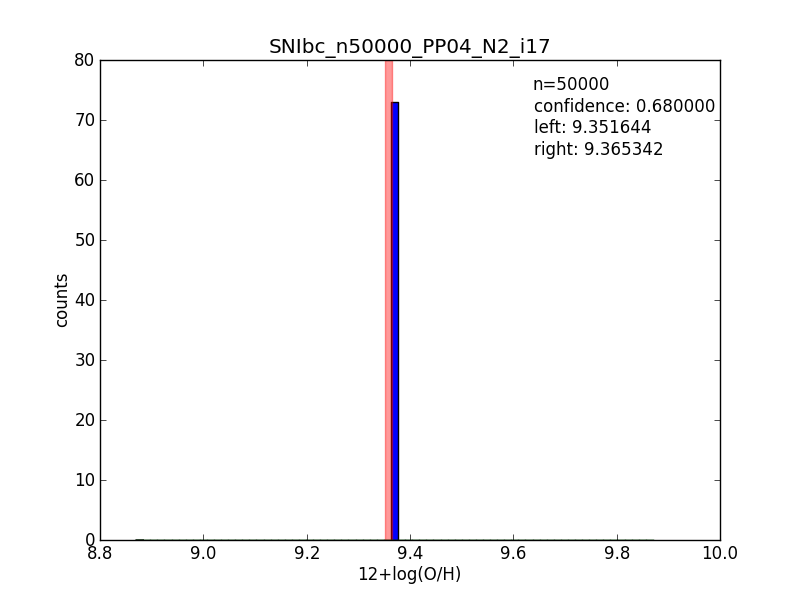 SNIbc_n50000_PP04_N2_i17
n=50000
confidence: 0.680000
left: 9.351644
right: 9.365342
80
70
60
50
40
30
20
10
0
counts
8.8 9.0 9.2 9.4 9.6 9.8 10.0
12+log(O/H)